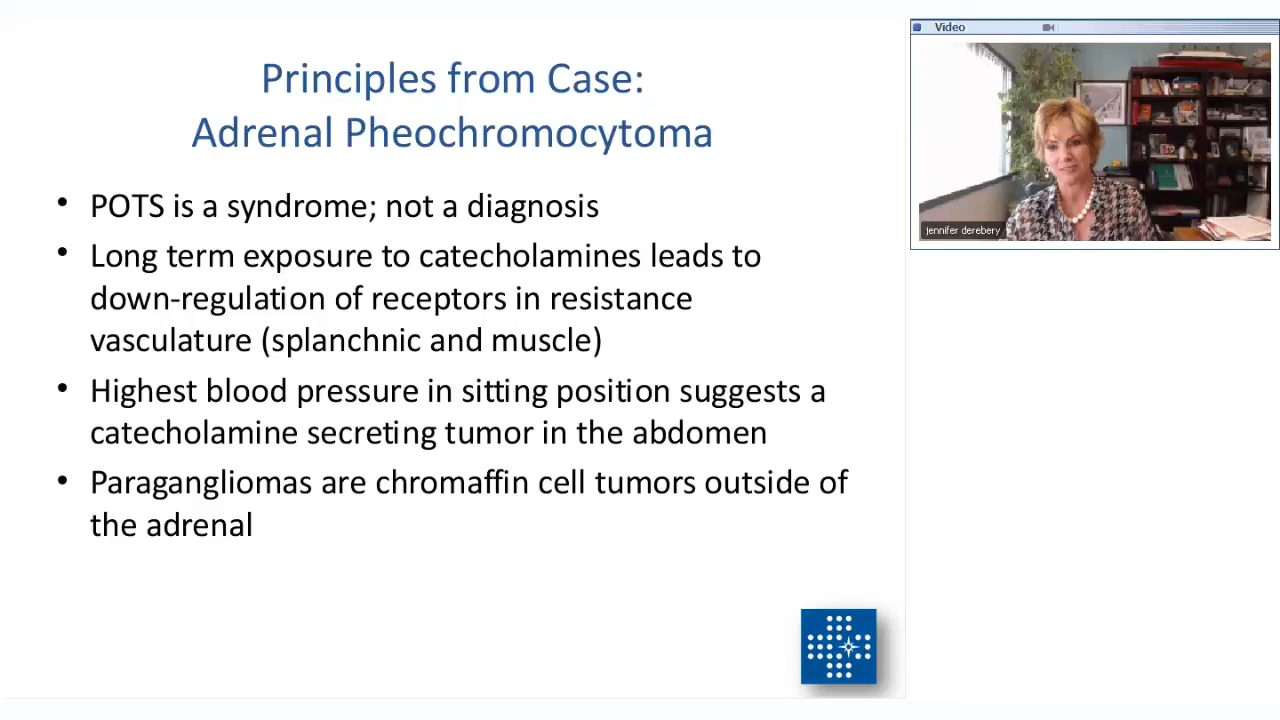 Principles from Case:
Adrenal Pheochromocytoma
• POTS is a syndrome; not a diagnosis
• Long term exposure to catecholamines leads to
down-regulation of receptors in resistance
vasculature (splanchnic and muscle)
• Highest blood pressure in sitting position suggests a
catecholamine secreting tumor in the abdomen
• Paragangliomas are chromaffin cell tumors outside of
the adrenal
Video
jennifer derebery